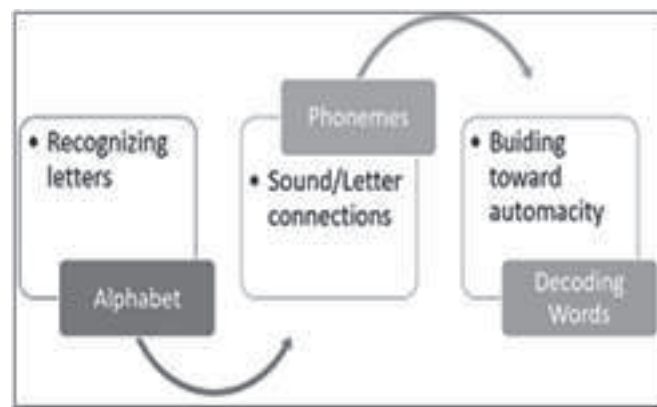 • Recognizing
letters
Alphabet
Phonemes
• Sound/Letter
connections
• Buiding
toward
automacity
Decoding
Words